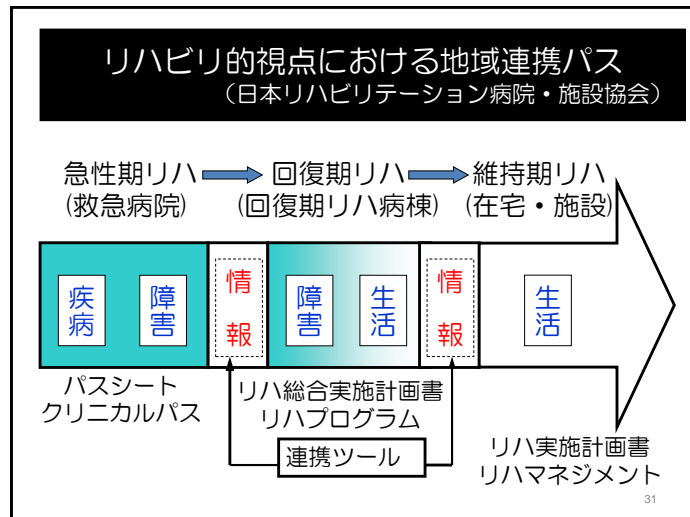 リハビリ的視点における地域連携パス
(日本リハビリテーション病院・施設協会)
急性期リハ
(救急病院)
回復期リハ
(回復期リハ病棟)
維持期リハ
(在宅・施設)
疾病
障害
情報
障害
生活
情報
生活
パスシート
クリニカルパス
リハ総合実施計画書
リハプログラム
連携ツール
リハ実施計画書
リハマネジメント
31